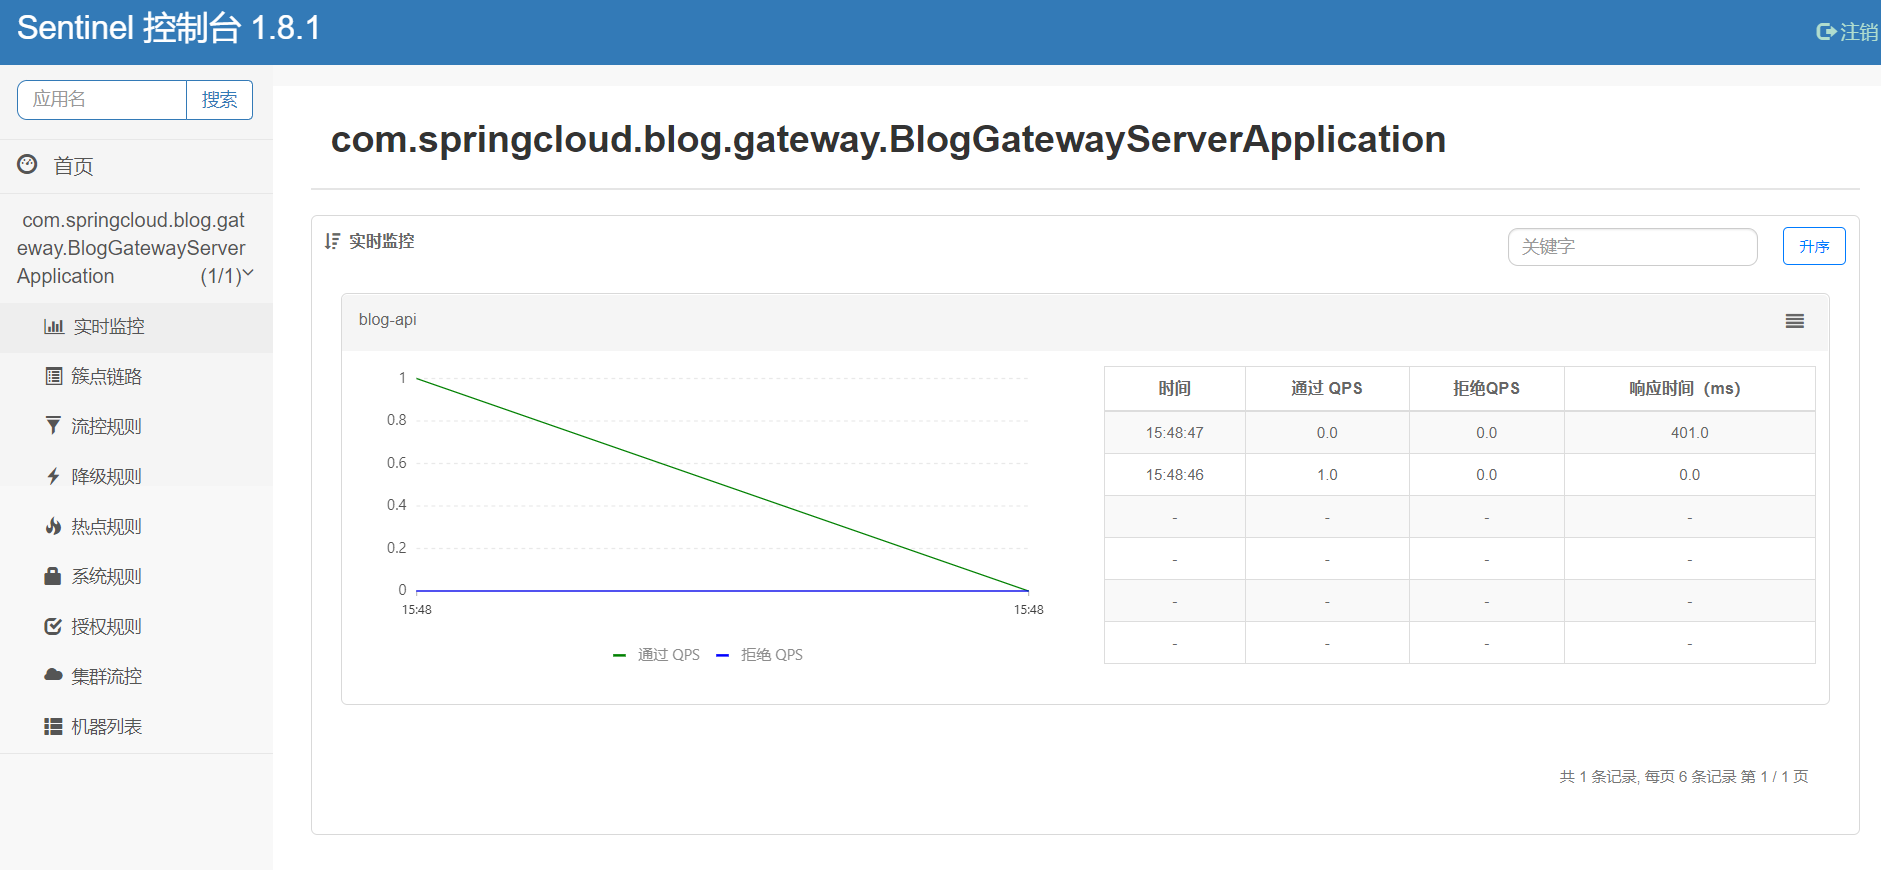 Sentinel 控制台 1.8.1
注销
应用名
搜索
首页
com.springcloud.blog.gat
eway.BlogGatewayServer
Application (1/1)
实时监控
簇点链路
流控规则
降级规则
热点规则
系统规则
授权规则
集群流控
机器列表
com.springcloud.blog.gateway.BlogGatewayServerApplication
实时监控
关键字
升序
blog-api
1
0.8
0.6
0.4
0.2
0
15:48 15:48
通过 QPS 拒绝 QPS
时间 通过 QPS 拒绝QPS 响应时间（ms）
15:48:47 0.0 0.0 401.0
15:48:46 1.0 0.0 0.0
- - - -
- - - -
- - - -
- - - -
共 1 条记录, 每页 6 条记录 第 1 / 1 页